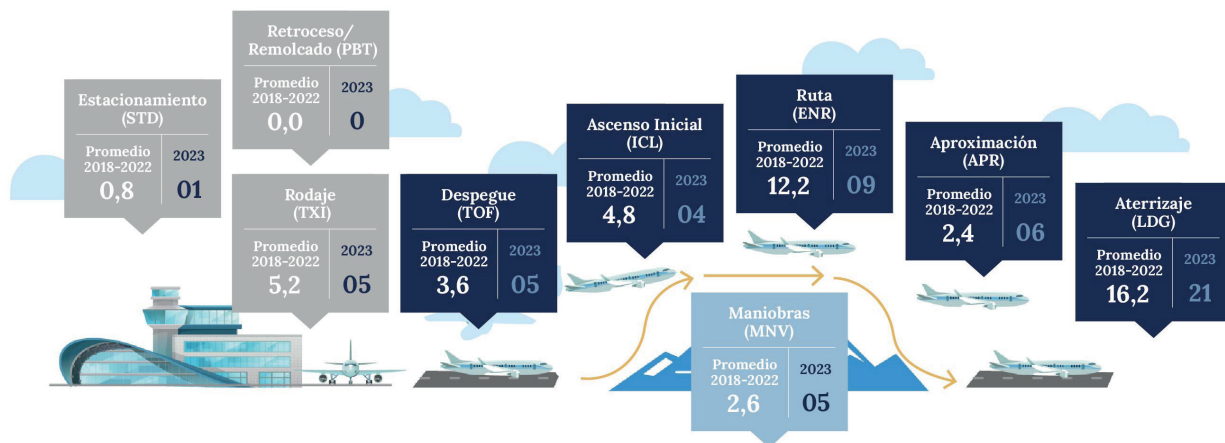 Retroceso/
Remolcado (PBT)
Promedio
2018-2022
0,0
2023
0
Estacionamiento
(STD)
Promedio
2018-2022
0,8
2023
01
Rodaje
(TXI)
Promedio
2018-2022
5,2
2023
05
Despegue
(TOF)
Promedio
2018-2022
3,6
2023
05
Ascenso Inicial
(ICL)
Promedio
2018-2022
4,8
2023
04
Ruta
(ENR)
Promedio
2018-2022
12,2
2023
09
Maniobras
(MNV)
Promedio
2018-2022
2,6
2023
05
Aproximación
(APR)
Promedio
2018-2022
2,4
2023
06
Aterrizaje
(LDG)
Promedio
2018-2022
16,2
2023
21